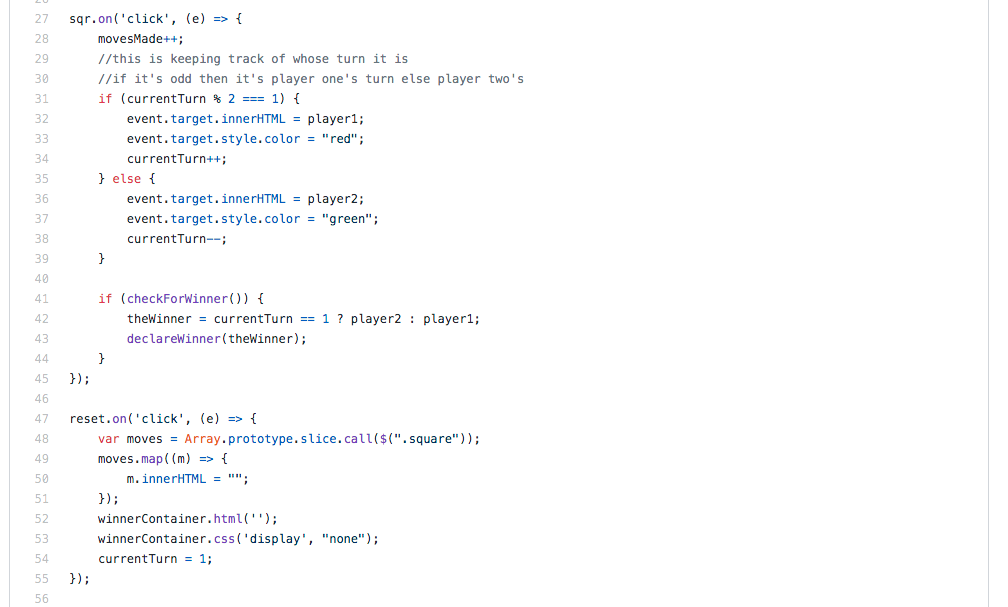 26
27 sqr.on('click', (e) => {
28 movesMade++;
29 //this is keeping track of whose turn it is
30 //if it's odd then it's player one's turn else player two's
31 if (currentTurn % 2 === 1) {
32 event.target.innerHTML = player1;
33 event.target.style.color = "red";
34 currentTurn++;
35 } else {
36 event.target.innerHTML = player2;
37 event.target.style.color = "green";
38 currentTurn--;
39 }
40
41 if (checkForWinner()) {
42 theWinner = currentTurn == 1 ? player2 : player1;
43 declareWinner(theWinner);
44 }
45 });
46
47 reset.on('click', (e) => {
48 var moves = Array.prototype.slice.call($(".square"));
49 moves.map((m) => {
50 m.innerHTML = "";
51 });
52 winnerContainer.html('');
53 winnerContainer.css('display', "none");
54 currentTurn = 1;
55 });
56